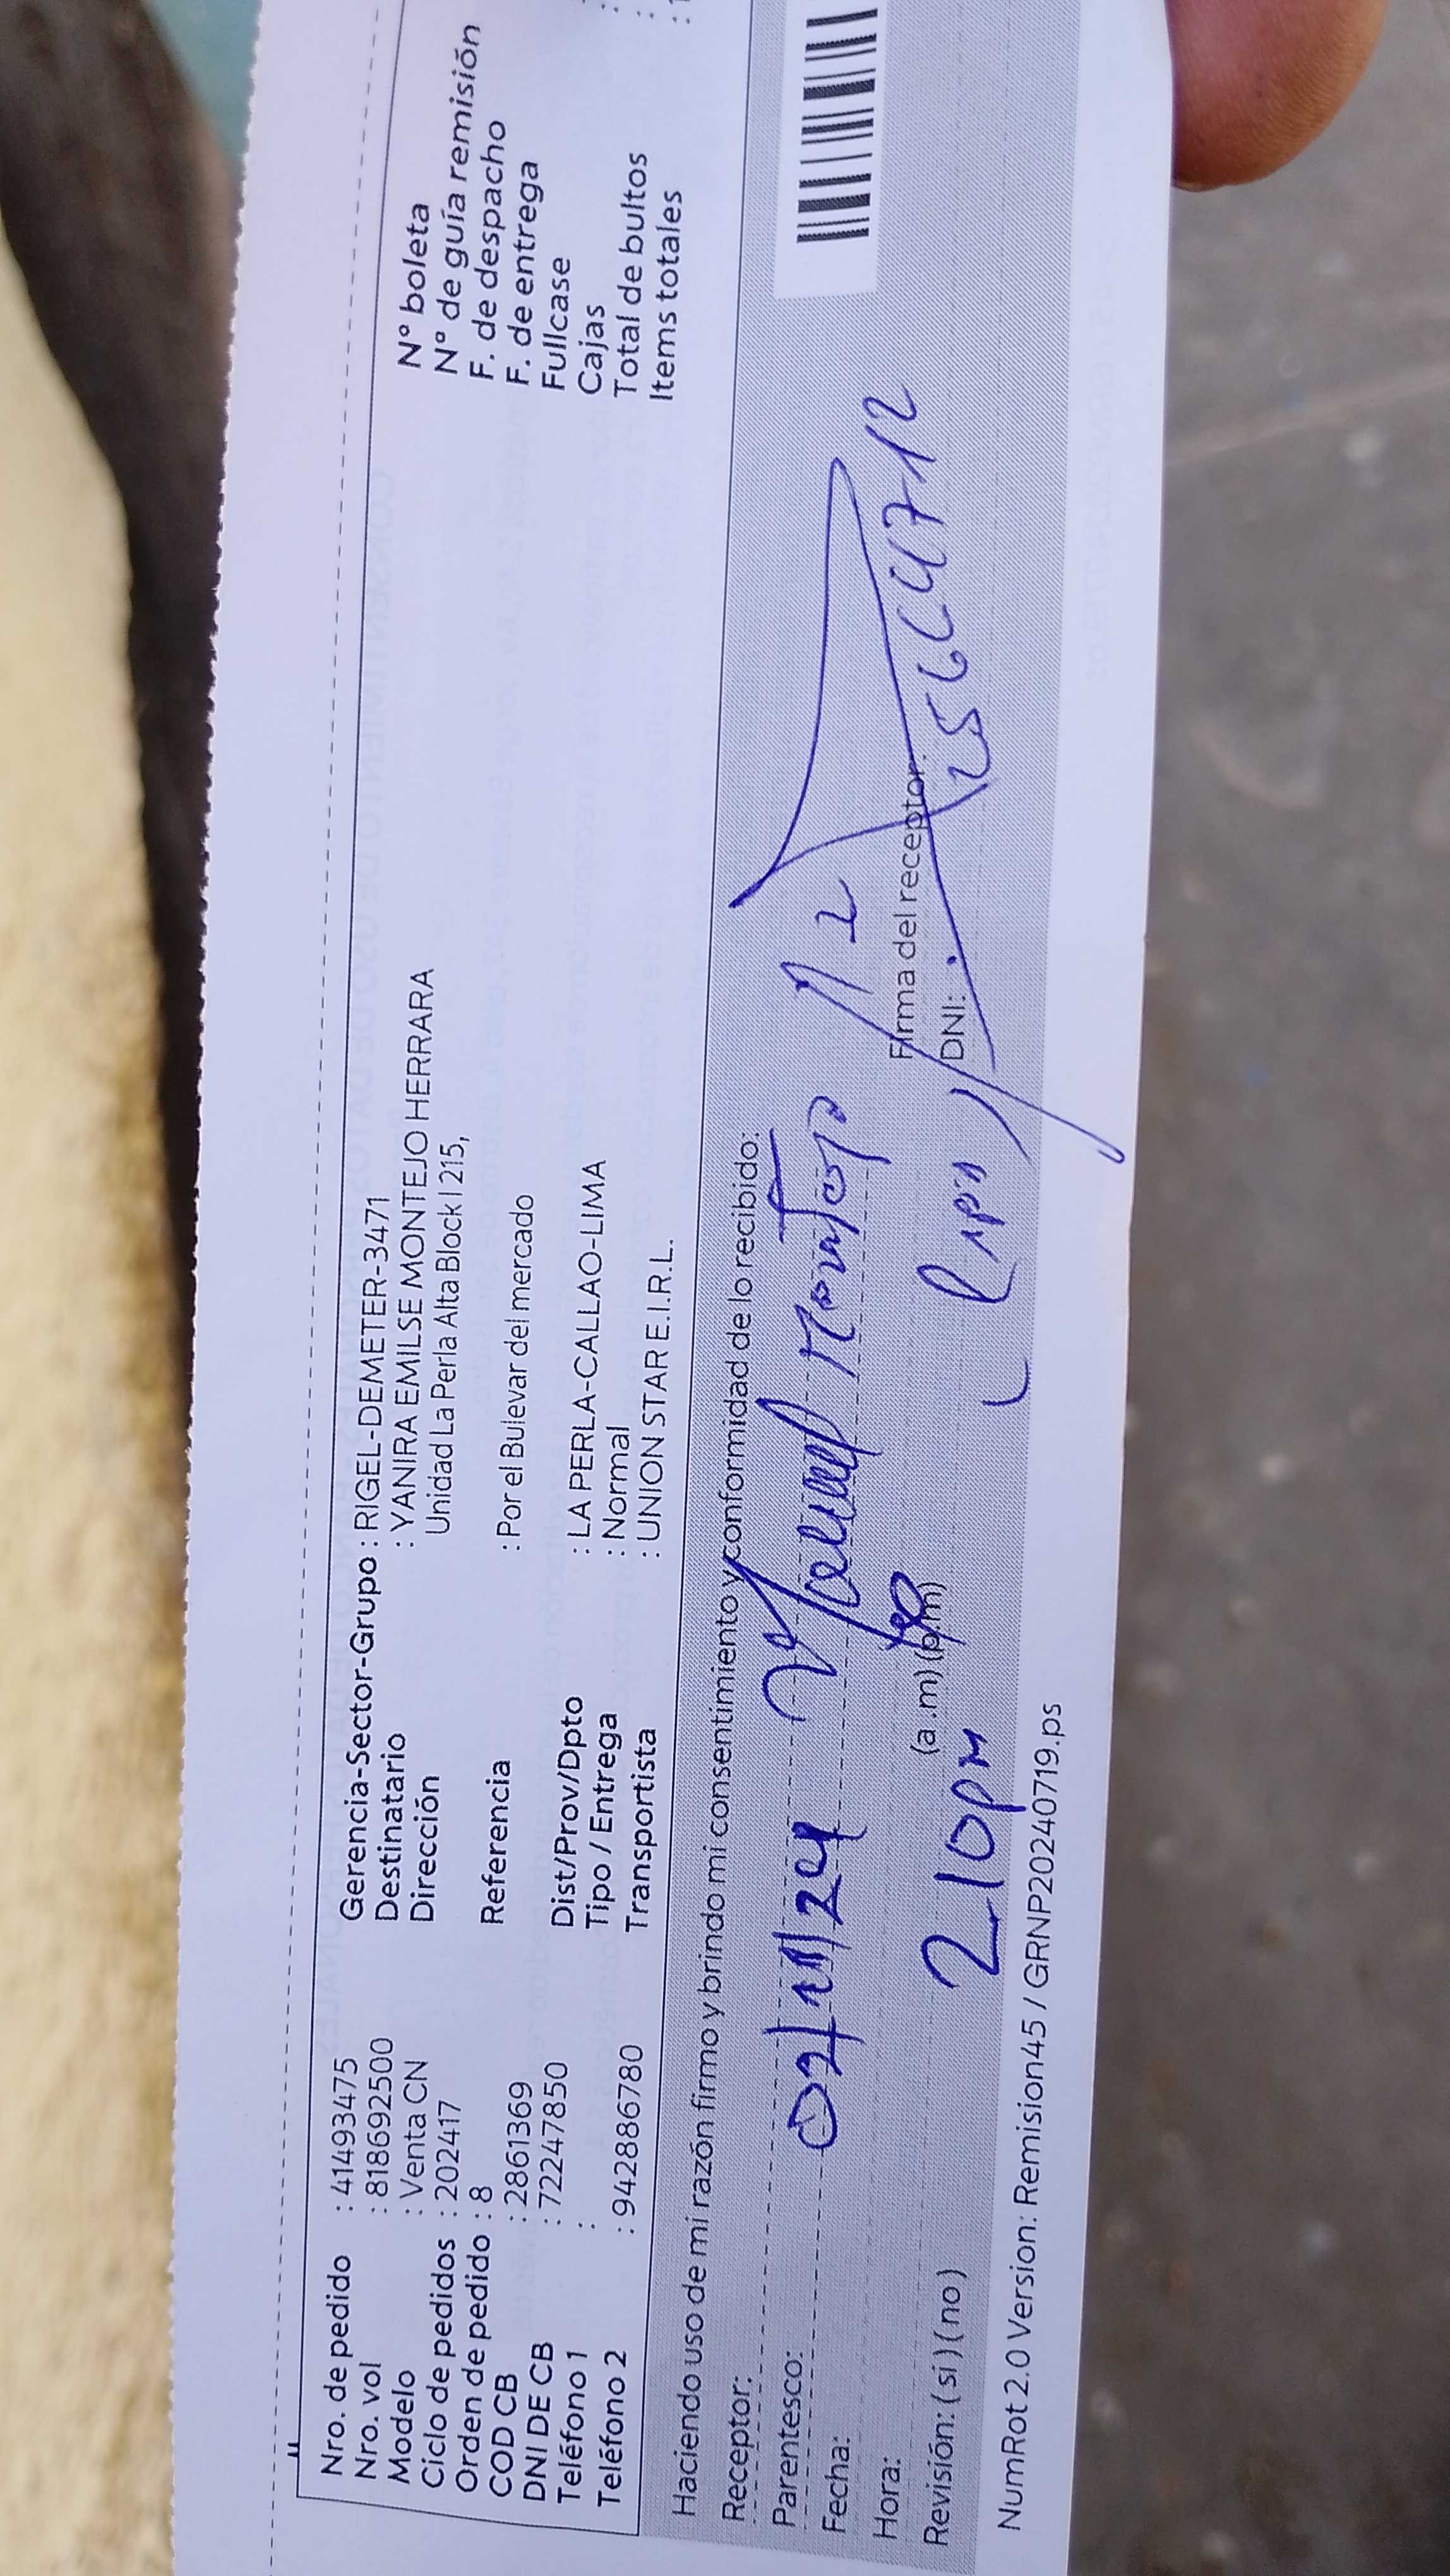 Nro. de pedido : 41493475
Nro. vol : 818692500
Modelo : Venta CN
Ciclo de pedidos : 202417
Orden de pedido : 8
COD CB : 2861369
DNI DE CB : 72247850
Teléfono 1 :
Teléfono 2 : 942886780
Gerencia-Sector-Grupo : RIGEL-DEMETER-3471
Destinatario : YANIRA EMILSE MONTEJO HERRARA
Dirección Unidad La Perla Alta Block I 215,
Referencia : Por el Bulevar del mercado
Dist/Prov/Dpto : LA PERLA-CALLAO-LIMA
Tipo / Entrega : Normal
Transportista : UNION STAR E.I.R.L.
Nº boleta
Nº de guía remisión
F. de despacho
F. de entrega
Fullcase
Cajas
Total de bultos
Items totales
Haciendo uso de mi razón firmo y brindo mi consentimiento y conformidad de lo recibido:
Receptor:
Parentesco:
Fecha: 02/11/24
Hora: 2.10pm (a .m) (p.m)
Revisión: ( si ) ( no )
Montejo
Firma del receptor:
DNI: 25664712
NumRot 2.0 Version: Remision45 / GRNP20240719.ps